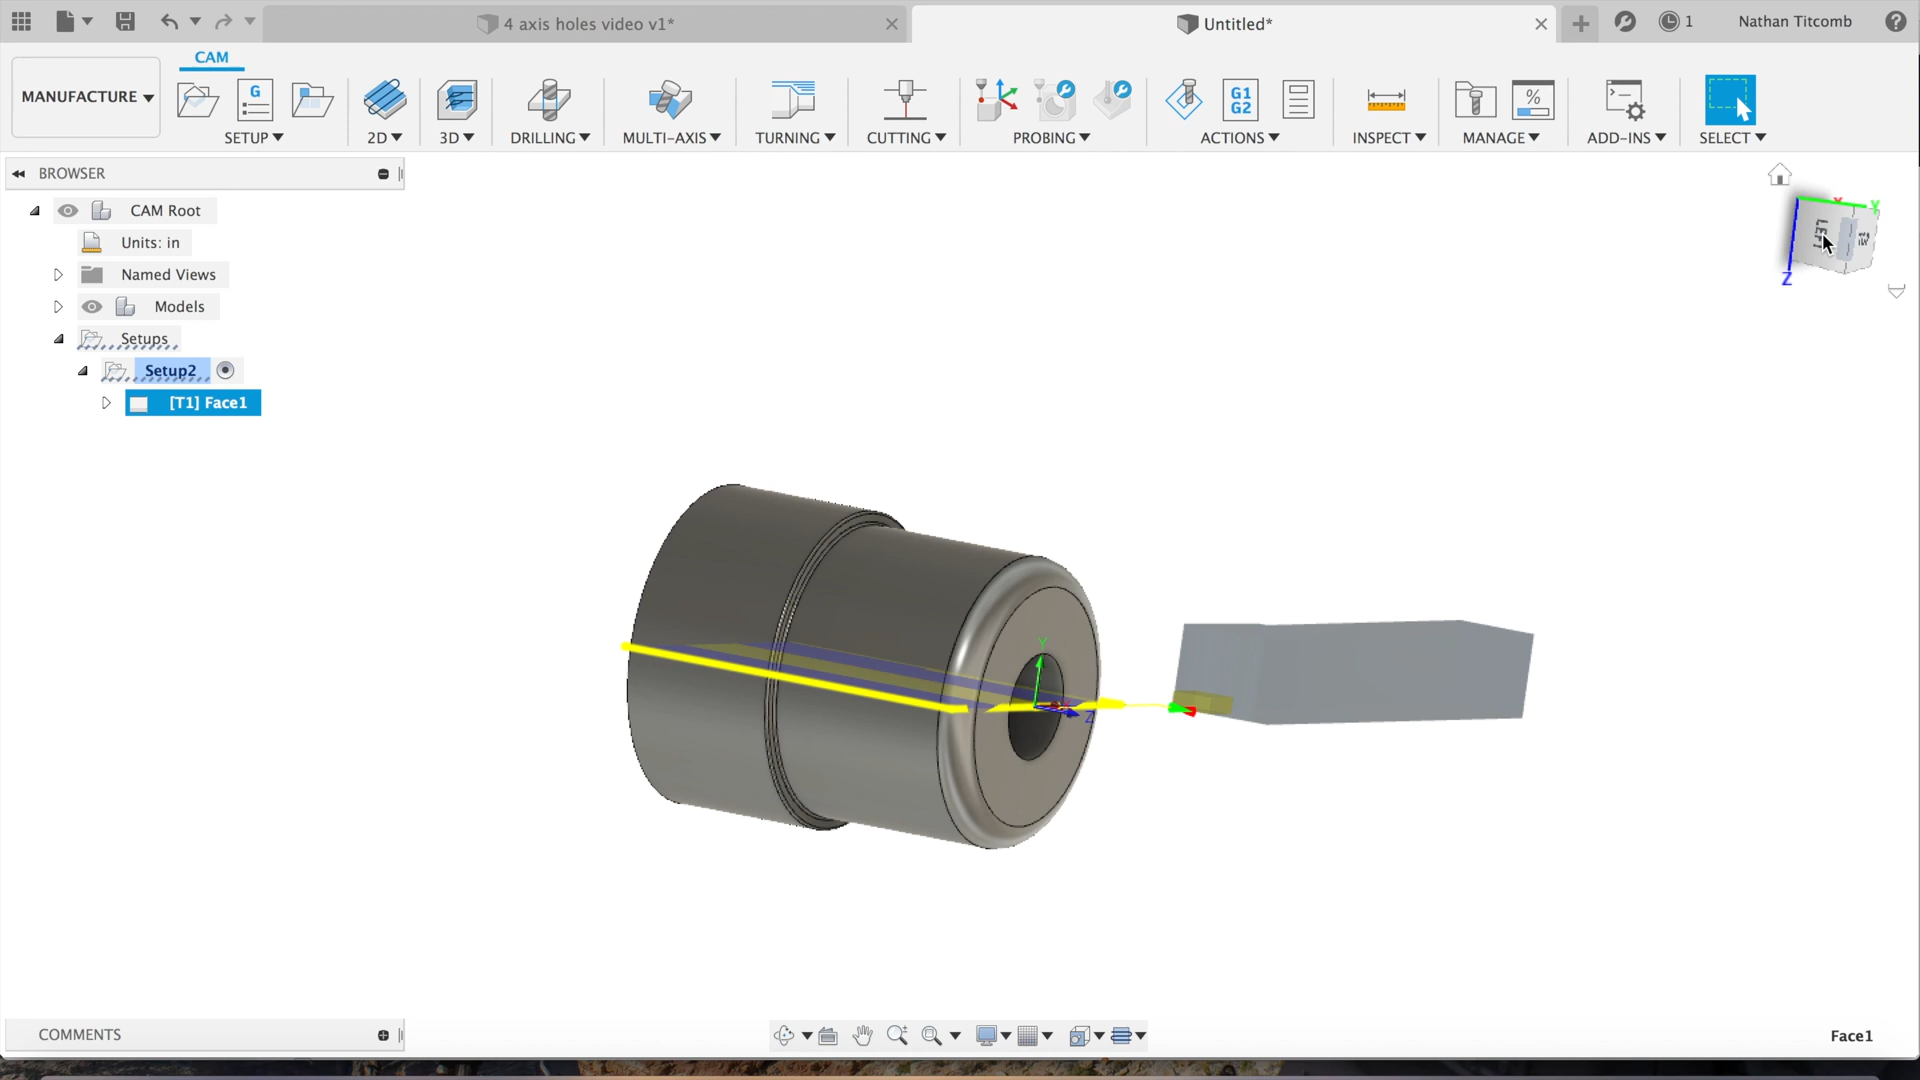 4 axis holes video v1*
Untitled*
1
Nathan Titcomb
?
CAM
MANUFACTURE
G
G1
G2
%
SETUP
2D
3D
DRILLING
MULTI-AXIS
TURNING
CUTTING
PROBING
ACTIONS
INSPECT
MANAGE
ADD-INS
SELECT
BROWSER
CAM Root
Units: in
Named Views
Models
Setups
Setup2
[T1] Face1
X
Y
LEFT
Z
Y
Z
COMMENTS
Face1